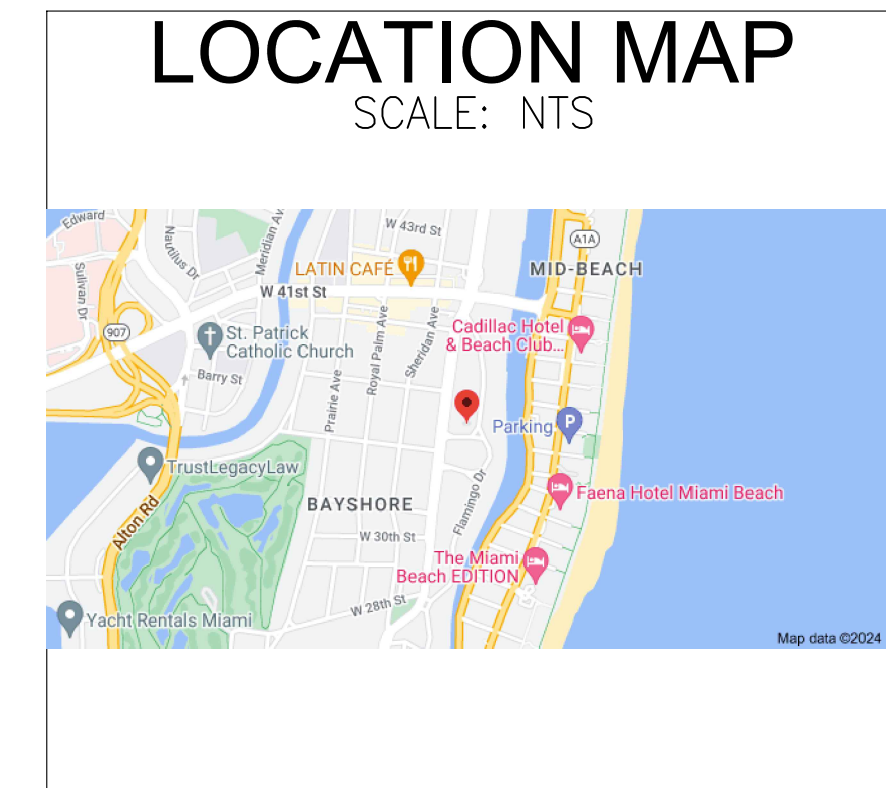 LOCATION MAP
SCALE: NTS
Edward
Nautilus Dr
Meridian Av
W 43rd St
A1A
Sullivan Dr
LATIN CAFÉ
MID-BEACH
W 41st St
907
St. Patrick
Catholic Church
Royal Palm Ave
Sheridan Ave
Cadillac Hotel
& Beach Club...
Barry St
Prairie Ave
Parking
P
TrustLegacyLaw
Alton Rd
BAYSHORE
Flamingo Dr
Faena Hotel Miami Beach
W 30th St
The Miami
Beach EDITION
W 28th St
Yacht Rentals Miami
Map data ©2024